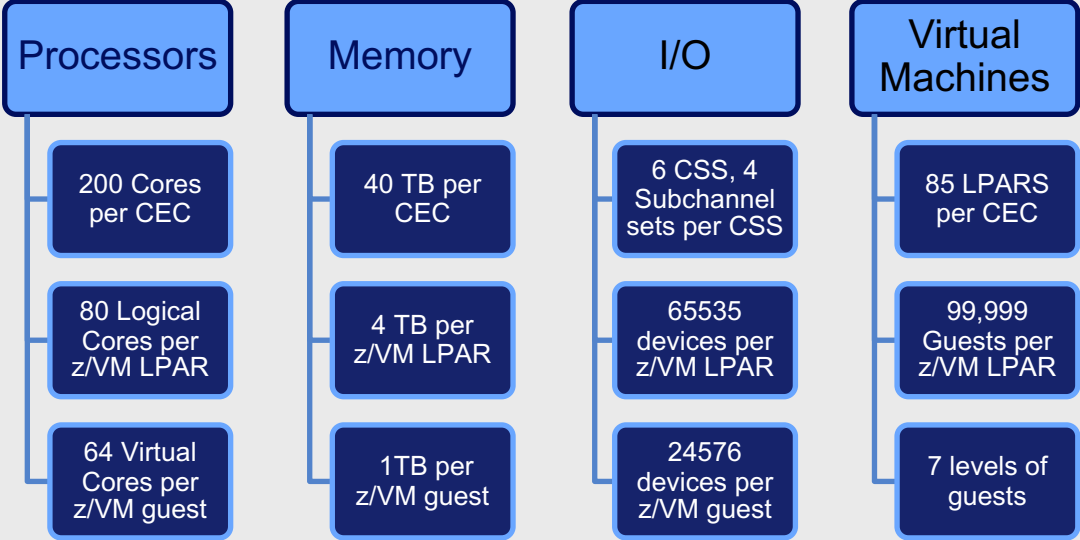 Processors
200 Cores
per CEC
80 Logical
Cores per
z/VM LPAR
64 Virtual
Cores per
z/VM guest
Memory
40 TB per
CEC
4 TB per
z/VM LPAR
1TB per
z/VM guest
I/O
6 CSS, 4
Subchannel
sets per CSS
65535
devices per
z/VM LPAR
24576
devices per
z/VM guest
Virtual
Machines
85 LPARS
per CEC
99,999
Guests per
z/VM LPAR
7 levels of
guests